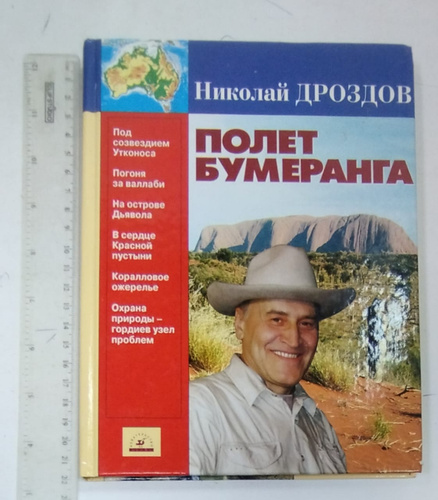 Николай ДРОЗДОВ
ПОЛЕТ
БУМЕРАНГА
Под
созвездием
Утконоса
Погоня
за валлаби
На острове
Дьявола
В сердце
Красной
пустыни
Коралловое
ожерелье
Охрана
природы –
гордиев узел
проблем